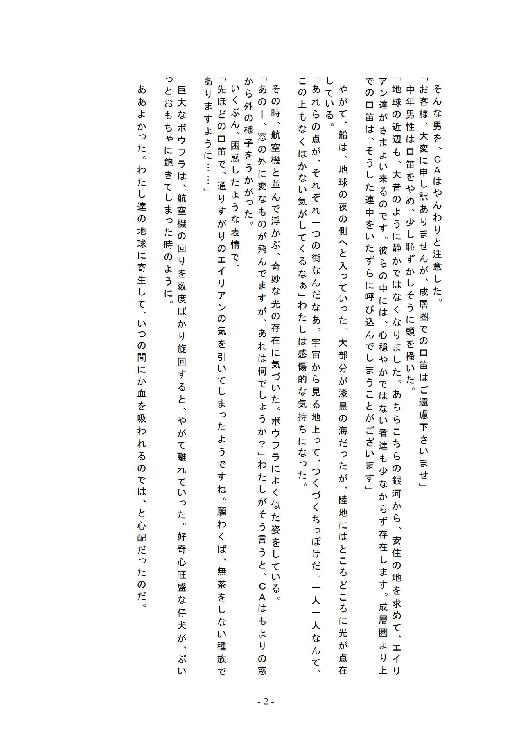 そんな男を、CAはやんわりと注意した。
「お客様、大変に申し訳ありませんが、成層圏での口笛はご遠慮下さいませ」
中年男性は口笛をやめ、少し恥ずかしそうに頭を掻いた。
「地球の近辺も、大昔のように静かではなくなりました。あちらこちらの銀河から、安住の地を求めて、エイリ
アン達がさまよい来るのです。彼らの中には、心穏やかではない者達も少なからず存在します。成層圏より上
での口笛は、そうした連中をいたずらに呼び込んでしまうことがございます」
やがて、船は、地球の夜の側へと入っていった。大部分が漆黒の海だったが、陸地にはところどころに光が点在
している。
「あれらの点が、それぞれ一つの街なんだなあ。宇宙から見る地上って、つくづくちっぽけだ。一人一人なんて、
この上もなくはかない気がしてくるなぁ」わたしは感傷的な気持ちになった。
その時、航空機と並んで浮かぶ、奇妙な光の存在に気づいた。ボウフラによく似た姿をしている。
「あのー、窓の外に変なものが飛んでますが、あれは何でしょうか？」わたしがそう言うと、CAはもよりの窓
から外の様子をうかがった。
いくぶん、困惑したような表情で、
「先ほどの口笛で、通りすがりのエイリアンの気を引いてしまったようですね。願わくば、無茶をしない種族で
ありますように……」
巨大なボウフラは、航空機の回りを数度ばかり旋回すると、やがて離れていった。好奇心旺盛な仔犬が、ぷい
っとおもちゃに飽きてしまった時のように。
ああよかった。わたし達の地球に寄生して、いつの間にか血を吸われるのでは、と心配だったのだ。
- 2 -